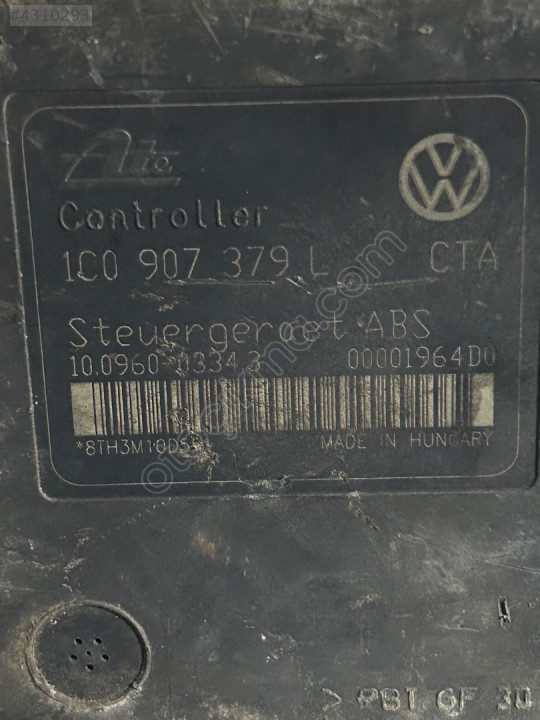 #4310293
Ate
Controller
1C0 907 379 L CTA
Steuergeraet ABS
10.0960-0334.3 00001964D0
MADE IN HUNGARY
> PBT GF 30